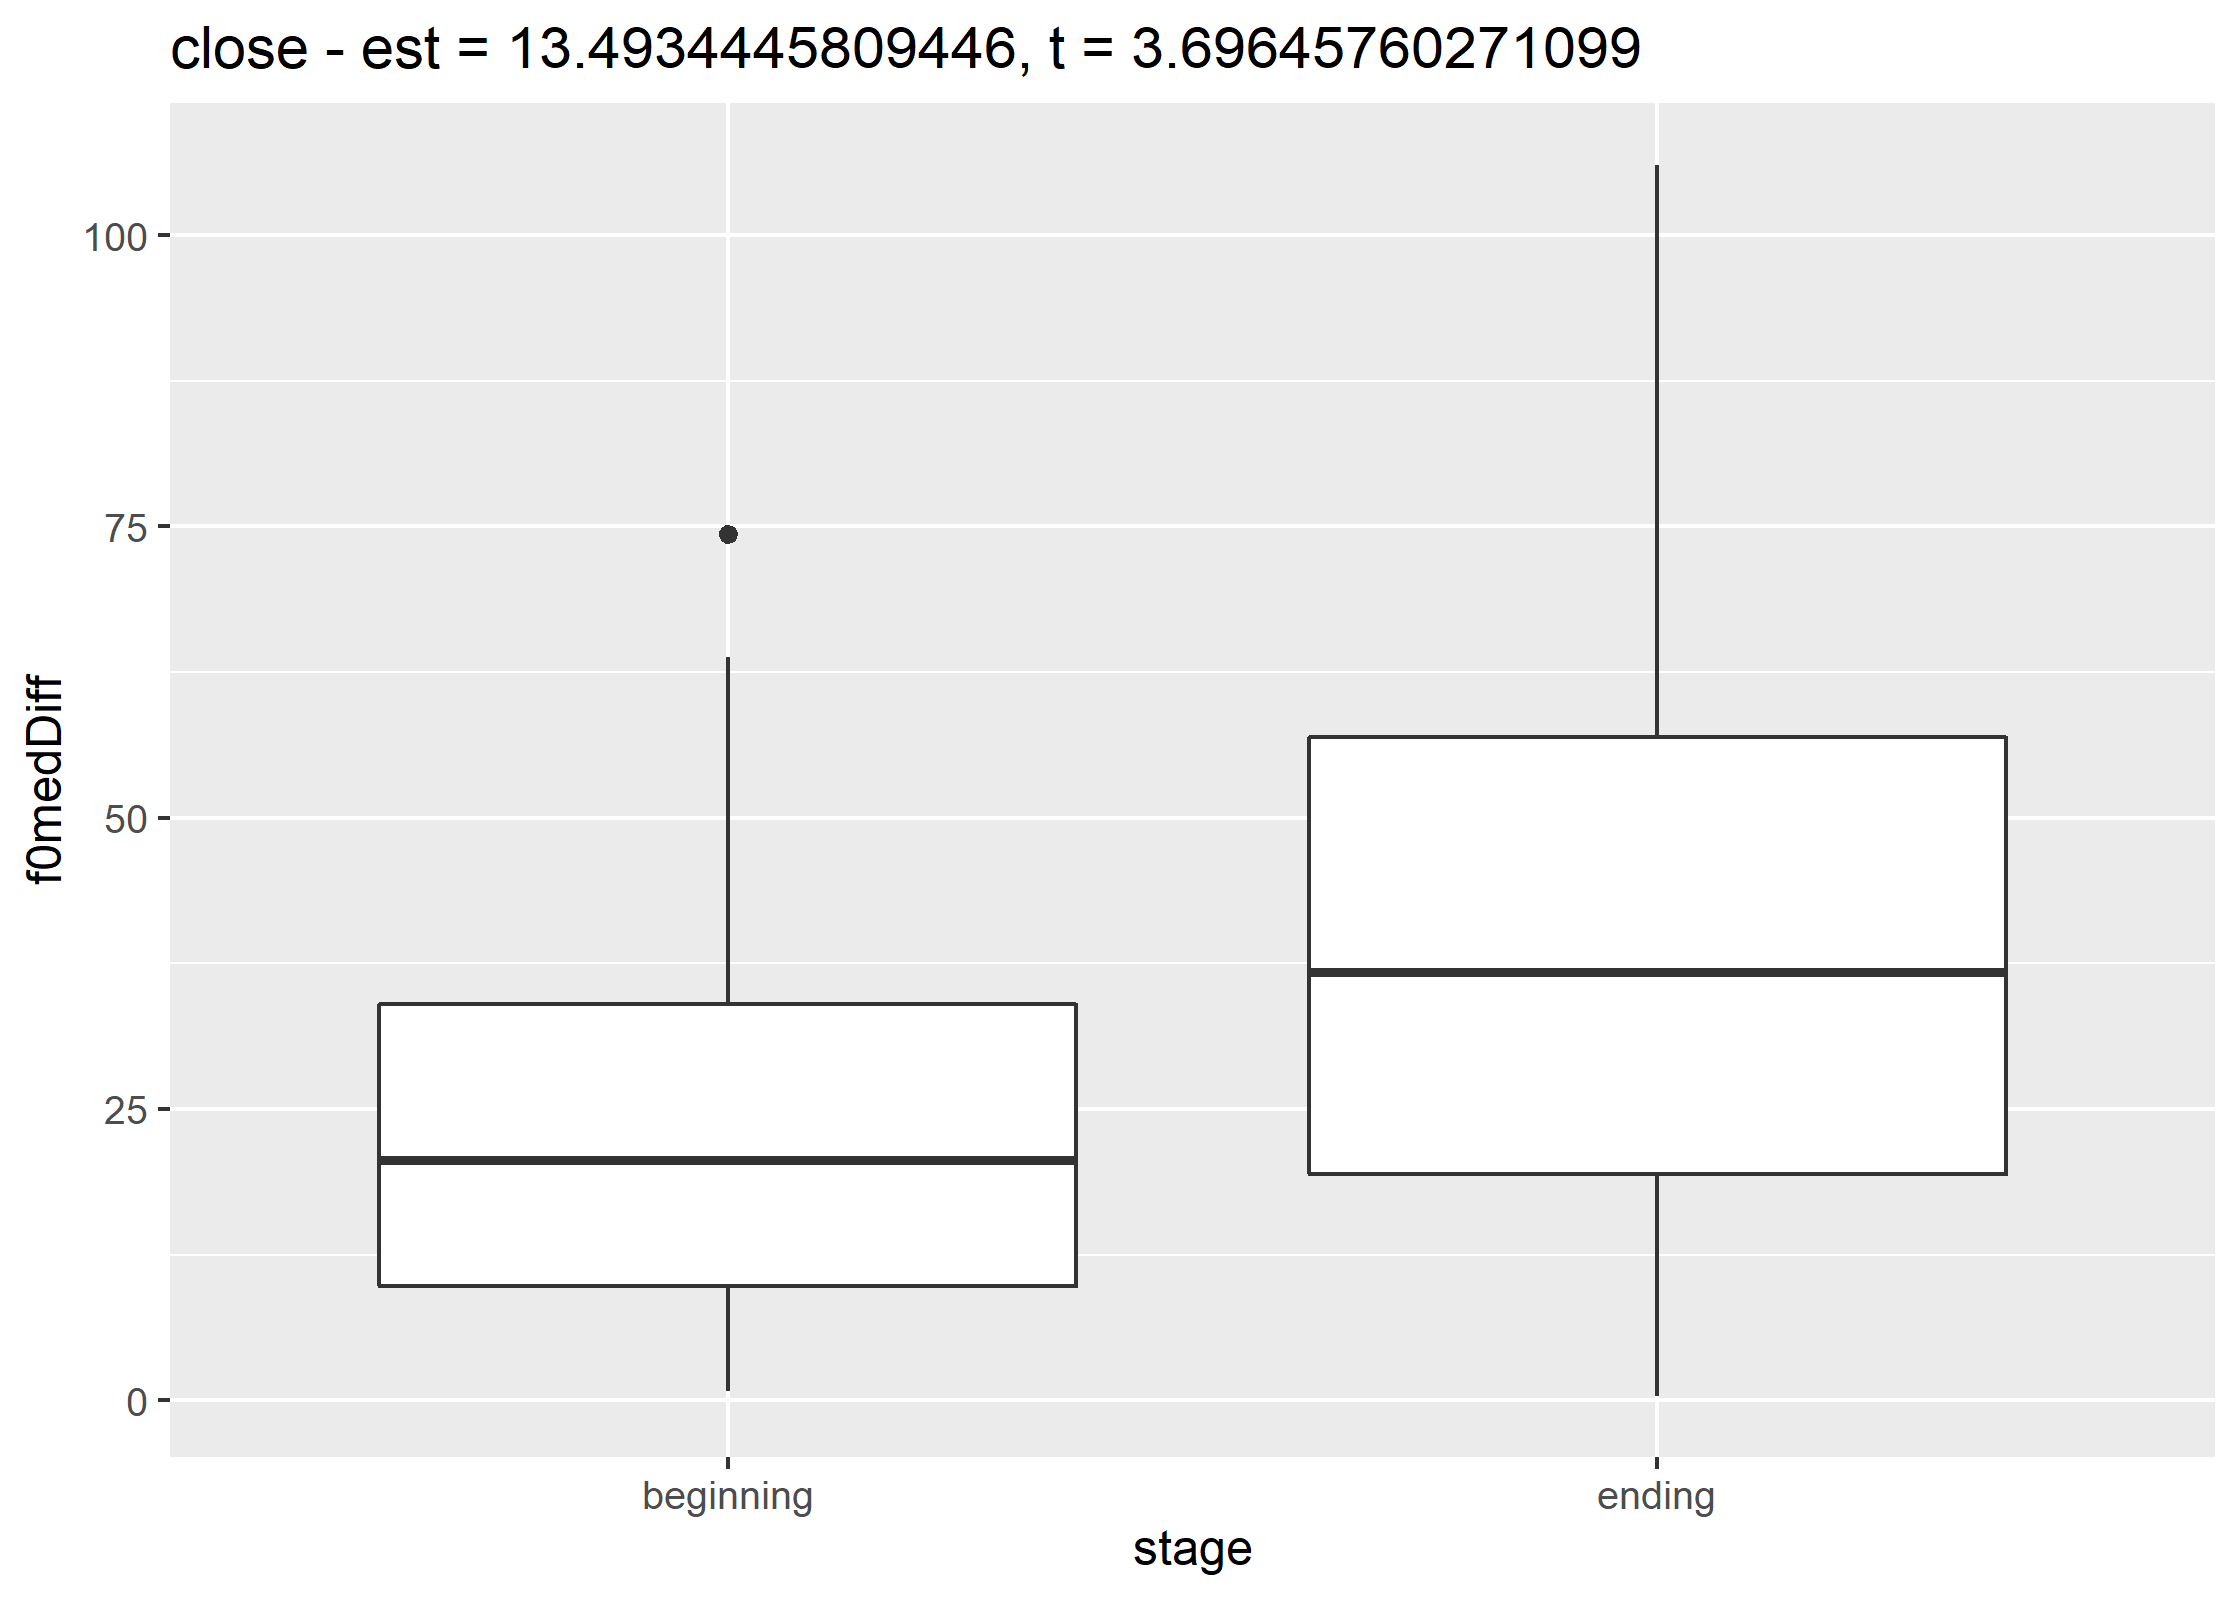 close - est = 13.4934445809446, t = 3.69645760271099
f0medDiff
100
75
50
25
0
beginning
ending
stage